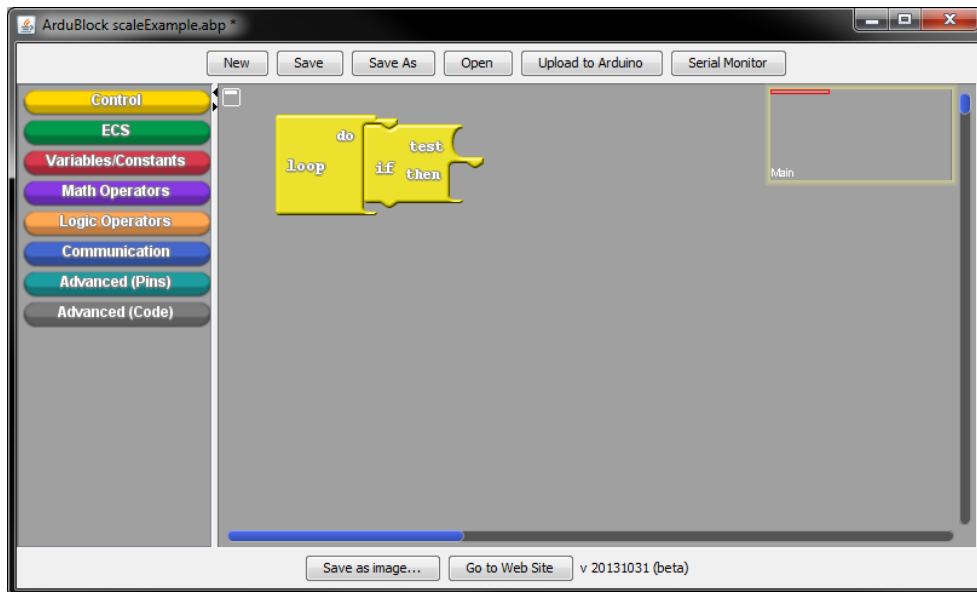 ArduBlock scaleExample.abp *
New Save Save As Open Upload to Arduino Serial Monitor
Control
ECS
Variables/Constants
Math Operators
Logic Operators
Communication
Advanced (Pins)
Advanced (Code)
loop do
if test
then
Main
Save as image... Go to Web Site v 20131031 (beta)